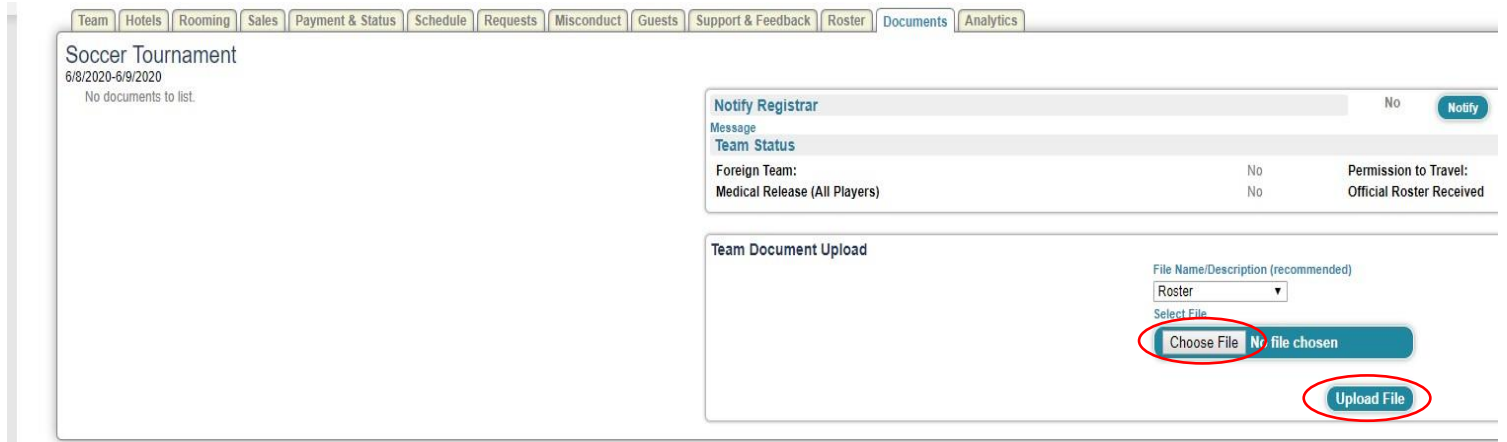 Team Hotels Rooming Sales Payment & Status Schedule Requests Misconduct Guests Support & Feedback Roster Documents Analytics
Soccer Tournament
6/8/2020-6/9/2020
No documents to list.
Notify Registrar No Notify
Message
Team Status
Foreign Team: No Permission to Travel:
Medical Release (All Players) No Official Roster Received
Team Document Upload
File Name/Description (recommended)
Roster
Select File
Choose File No file chosen
Upload File